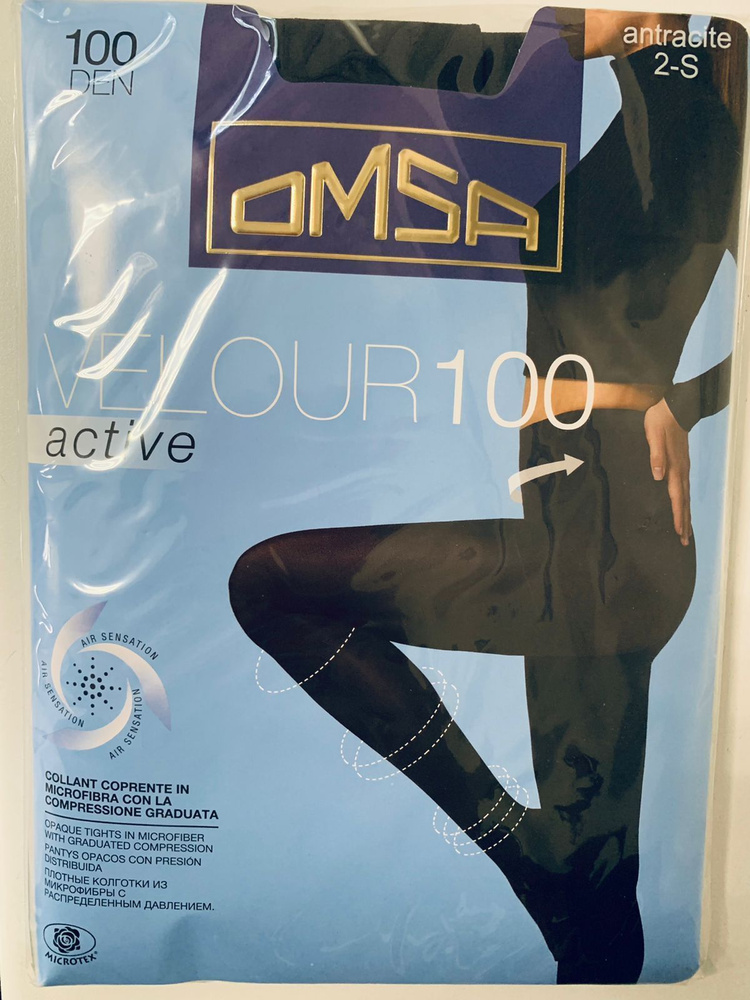 100
DEN
antracite
2-S
OMSA
VELOUR 100
active
AIR SENSATION
AIR SENSATION
AIR SENSATION
COLLANT COPRENTE IN
MICROFIBRA CON LA
COMPRESSIONE GRADUATA
OPAQUE TIGHTS IN MICROFIBER
WITH GRADUATED COMPRESSION
PANTYS OPACOS CON PRESIÓN
DISTRIBUIDA
ПЛОТНЫЕ КОЛГОТКИ ИЗ
МИКРОФИБРЫ С
РАСПРЕДЕЛЕННЫМ ДАВЛЕНИЕМ.
MICROTEX®